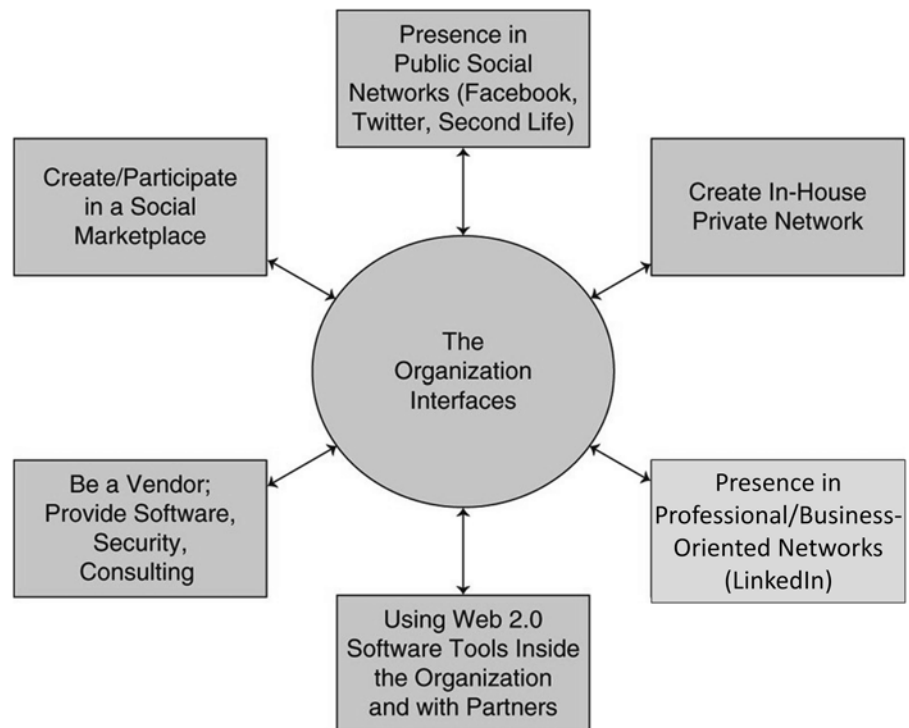 Presence in
Public Social
Networks (Facebook,
Twitter, Second Life)
Create/Participate
in a Social
Marketplace
Create In-House
Private Network
The
Organization
Interfaces
Be a Vendor;
Provide Software,
Security,
Consulting
Presence in
Professional/Business-
Oriented Networks
(LinkedIn)
Using Web 2.0
Software Tools Inside
the Organization
and with Partners